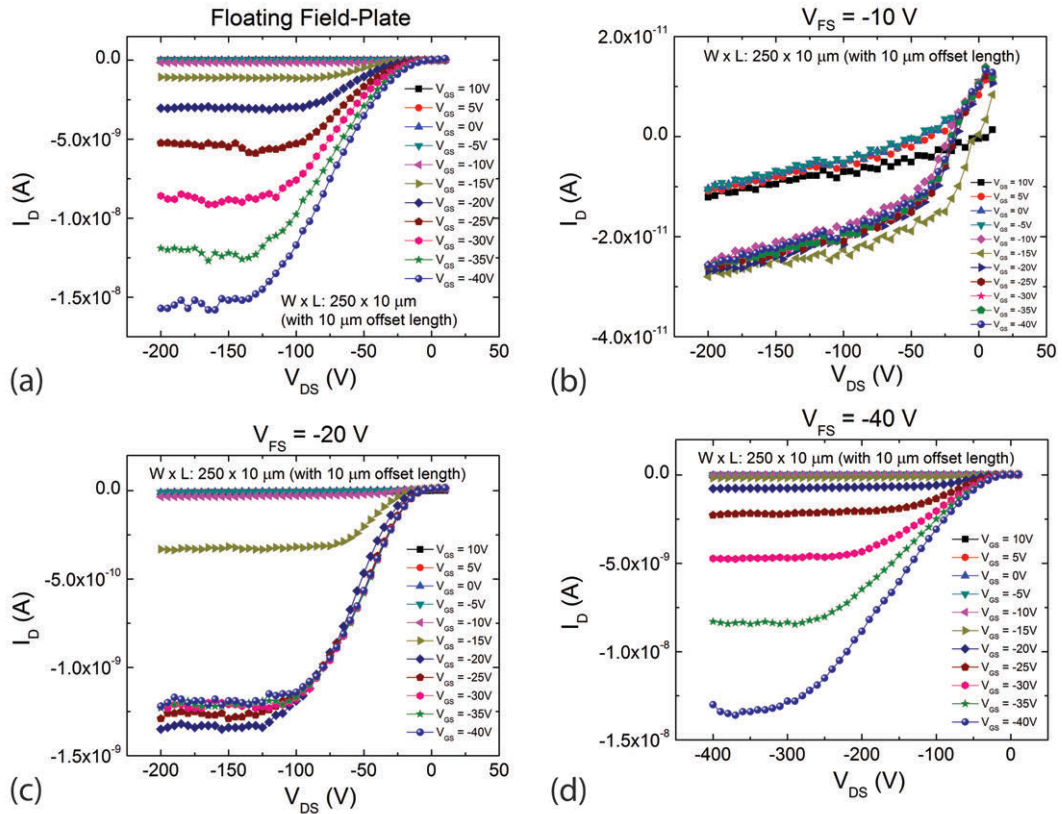 Floating Field-Plate
0.0
-5.0x10⁻⁹
-1.0x10⁻⁸
-1.5x10⁻⁸
I_D (A)
V_GS = 10V
V_GS = 5V
V_GS = 0V
V_GS = -5V
V_GS = -10V
V_GS = -15V
V_GS = -20V
V_GS = -25V
V_GS = -30V
V_GS = -35V
V_GS = -40V
W x L: 250 x 10 μm
(with 10 μm offset length)
-200 -150 -100 -50 0 50
V_DS (V)
(a)
V_FS = -10 V
2.0x10⁻¹¹
0.0
-2.0x10⁻¹¹
-4.0x10⁻¹¹
I_D (A)
W x L: 250 x 10 μm (with 10 μm offset length)
V_GS = 10V
V_GS = 5V
V_GS = 0V
V_GS = -5V
V_GS = -10V
V_GS = -15V
V_GS = -20V
V_GS = -25V
V_GS = -30V
V_GS = -35V
V_GS = -40V
-200 -150 -100 -50 0 50
V_DS (V)
(b)
V_FS = -20 V
W x L: 250 x 10 μm (with 10 μm offset length)
0.0
-5.0x10⁻¹⁰
-1.0x10⁻⁹
-1.5x10⁻⁹
I_D (A)
V_GS = 10V
V_GS = 5V
V_GS = 0V
V_GS = -5V
V_GS = -10V
V_GS = -15V
V_GS = -20V
V_GS = -25V
V_GS = -30V
V_GS = -35V
V_GS = -40V
-200 -150 -100 -50 0 50
V_DS (V)
(c)
V_FS = -40 V
W x L: 250 x 10 μm (with 10 μm offset length)
0.0
-5.0x10⁻⁹
-1.0x10⁻⁸
-1.5x10⁻⁸
I_D (A)
V_GS = 10V
V_GS = 5V
V_GS = 0V
V_GS = -5V
V_GS = -10V
V_GS = -15V
V_GS = -20V
V_GS = -25V
V_GS = -30V
V_GS = -35V
V_GS = -40V
-400 -300 -200 -100 0
V_DS (V)
(d)